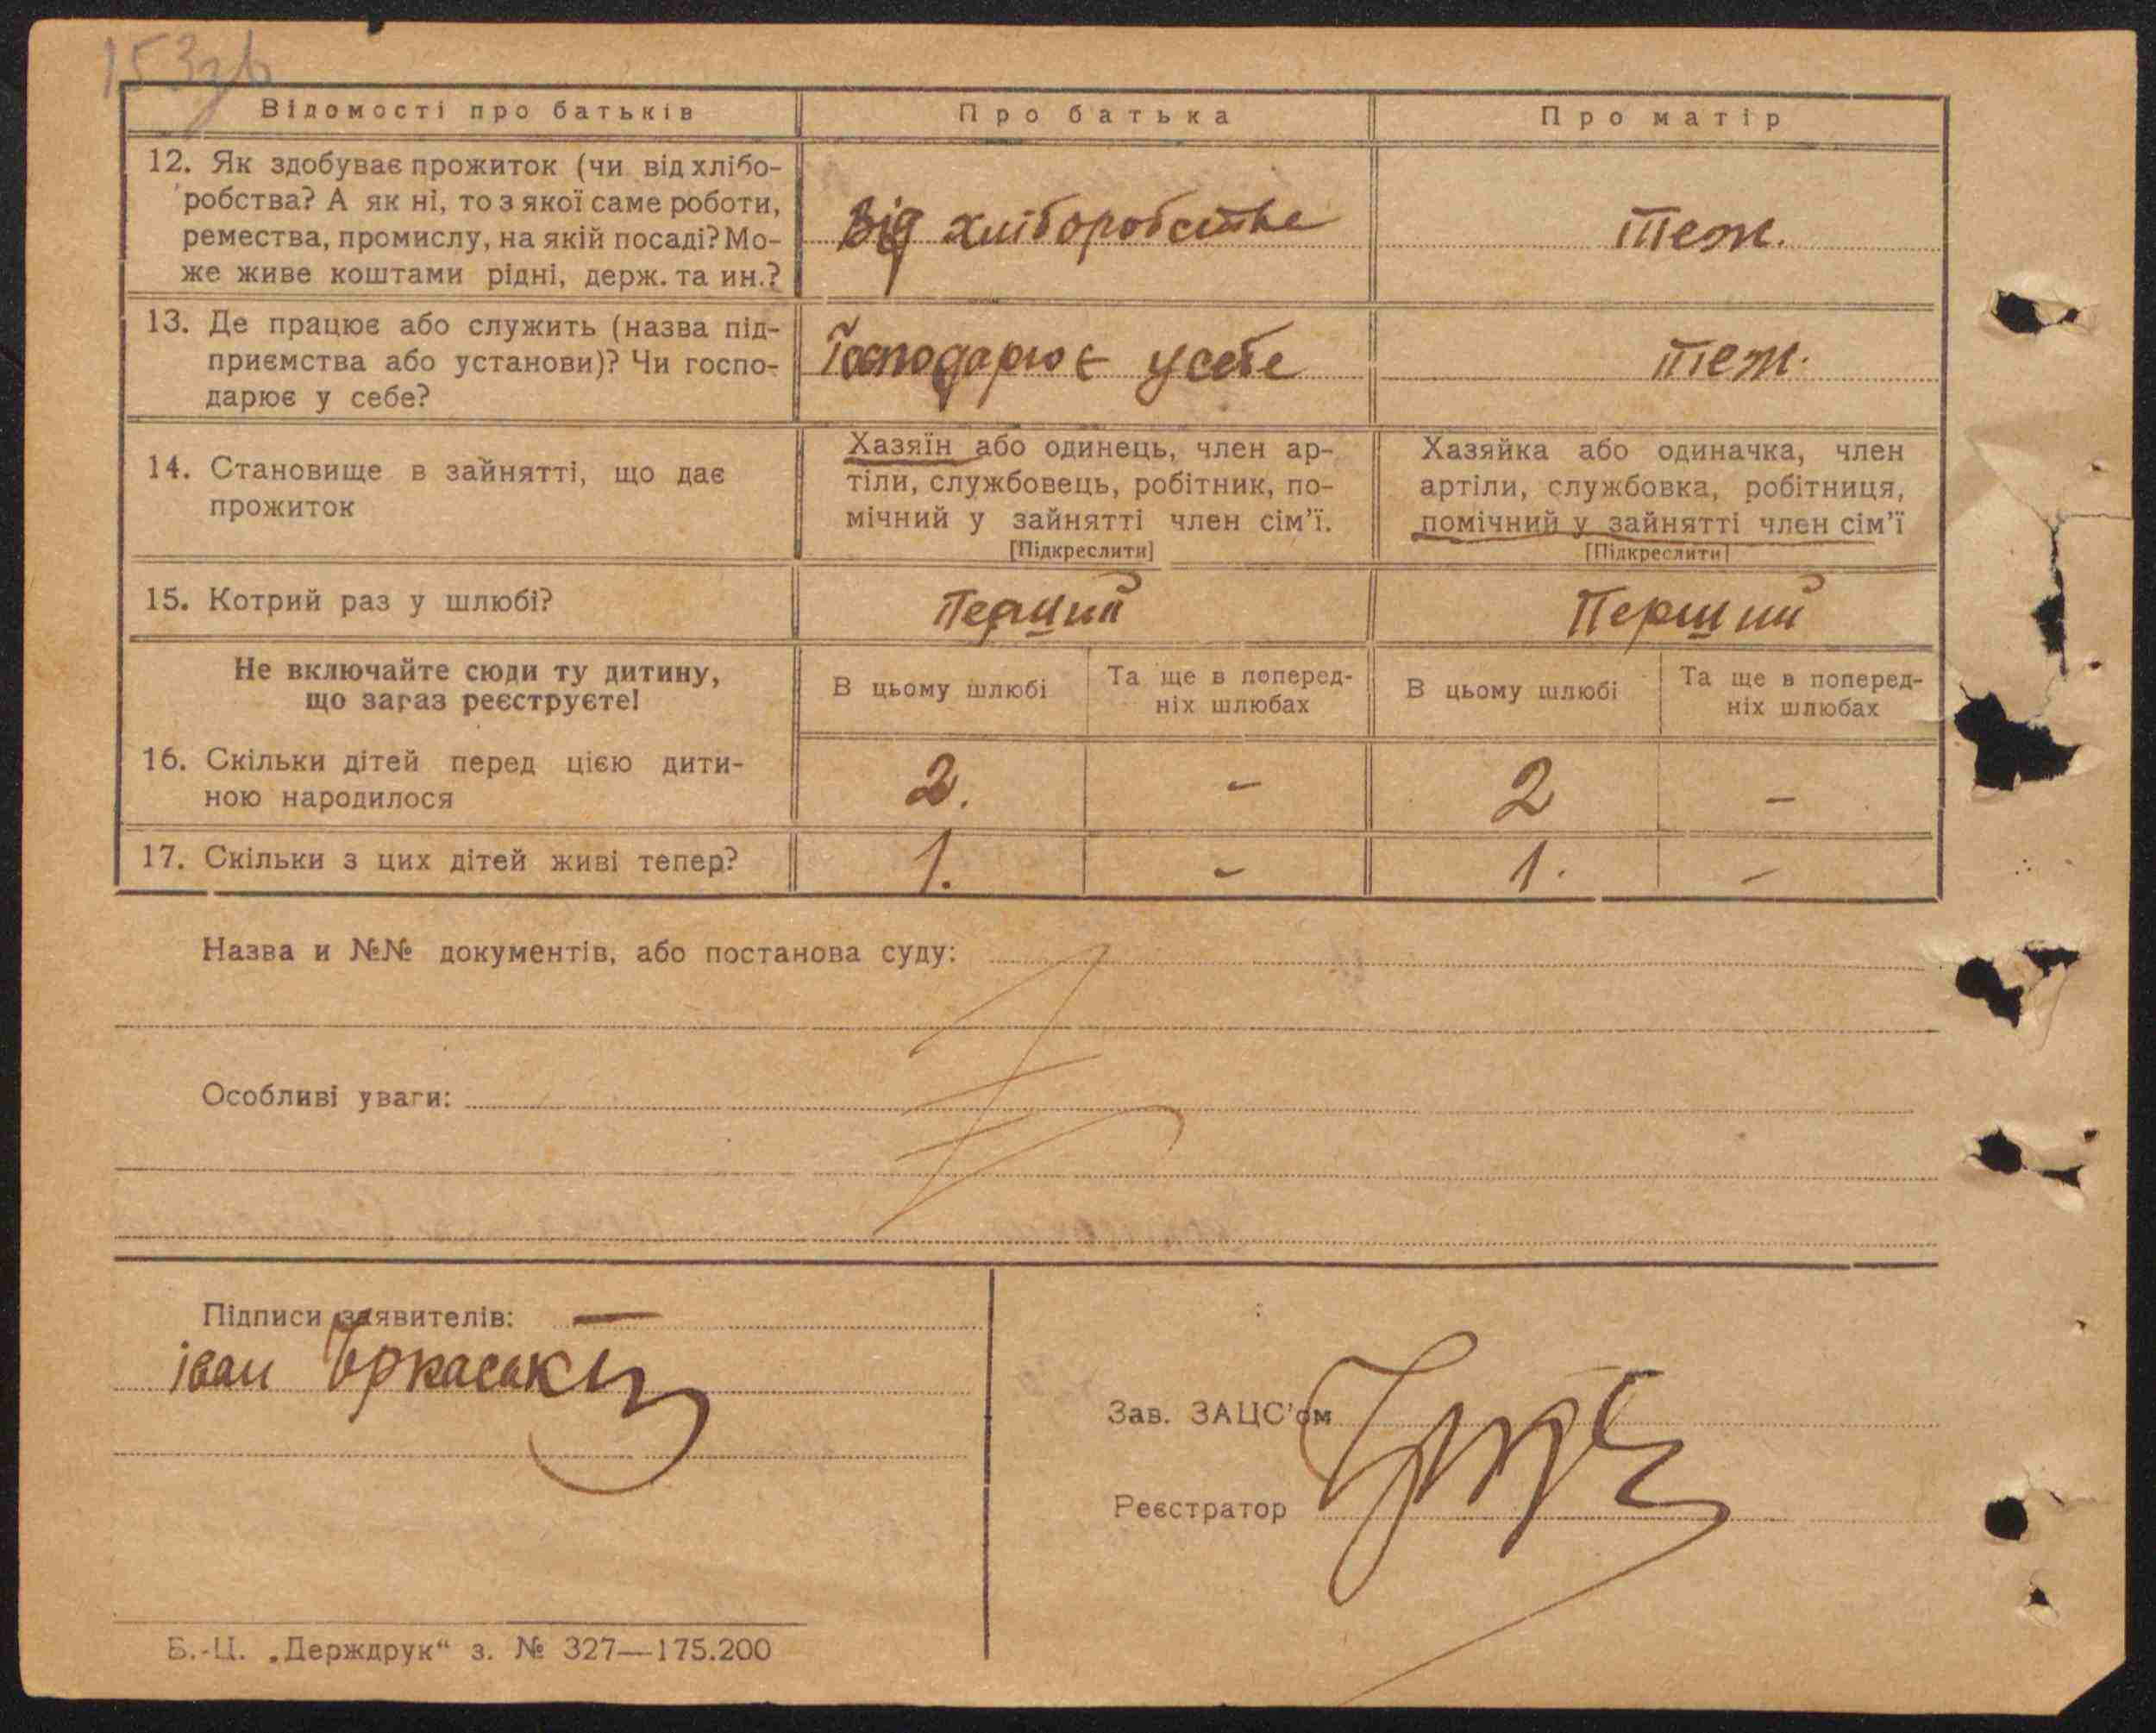 153зв
Відомості про батьків
Про батька
Про матір
12. Як здобуває прожиток (чи від хлібо-
робства? А як ні, то з якої саме роботи,
ремества, промислу, на якій посаді? Мо-
же живе коштами рідні, держ. та ин.?
Від хліборобства
Теж.
13. Де працює або служить (назва під-
приємства або установи)? Чи госпо-
дарює у себе?
Господарює у себе
Теж.
14. Становище в зайнятті, що дає
прожиток
Хазяїн або одинець, член ар-
тіли, службовець, робітник, по-
мічний у зайнятті член сім'ї.
[Підкреслити]
Хазяйка або одиначка, член
артіли, службовка, робітниця,
помічний у зайнятті член сім'ї
[Підкреслити]
15. Котрий раз у шлюбі?
Перший
Перший
Не включайте сюди ту дитину,
що зараз реєструєте!
В цьому шлюбі
Та ще в поперед-
ніх шлюбах
В цьому шлюбі
Та ще в поперед-
ніх шлюбах
16. Скільки дітей перед цією дити-
ною народилося
2. - 2 -
17. Скільки з цих дітей живі тепер?
1. - 1. -
Назва и №№ документів, або постанова суду:
Особливі уваги:
Підписи заявителів:
іван
Зав. ЗАЦС'ом
Реєстратор
Б.-Ц. „Держдрук“ з. № 327—175.200